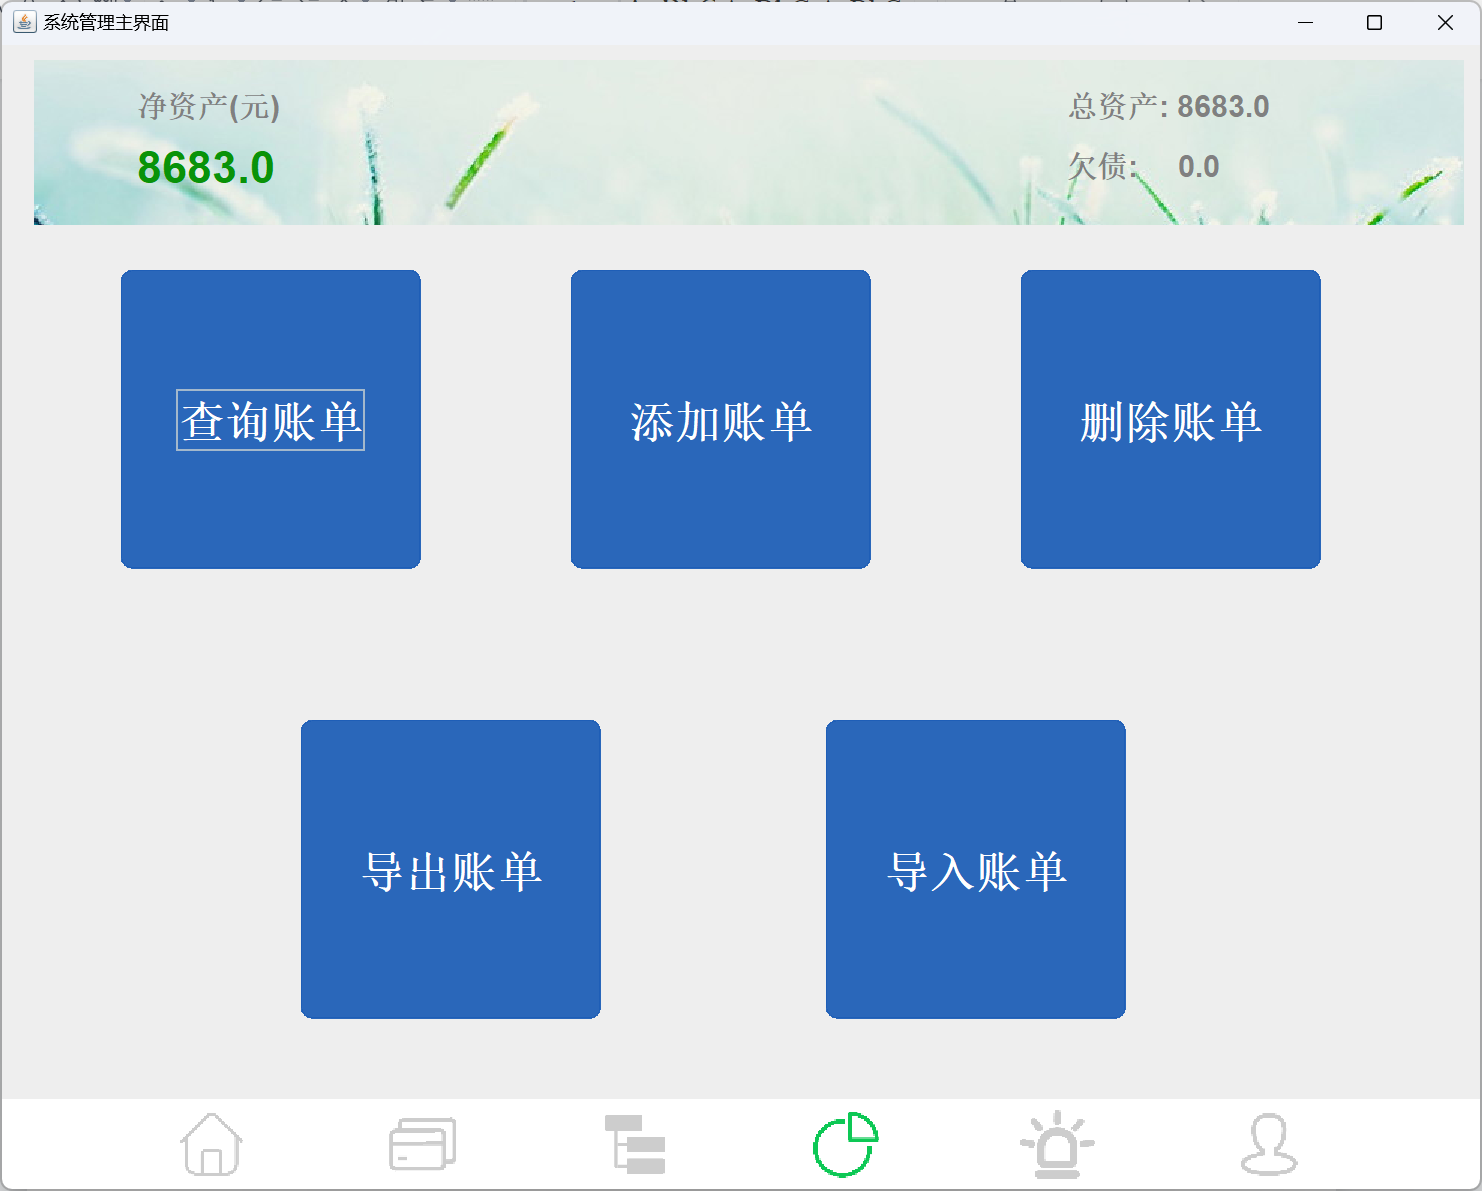 系统管理主界面
净资产(元)
8683.0
总资产: 8683.0
欠债: 0.0
查询账单
添加账单
删除账单
导出账单
导入账单